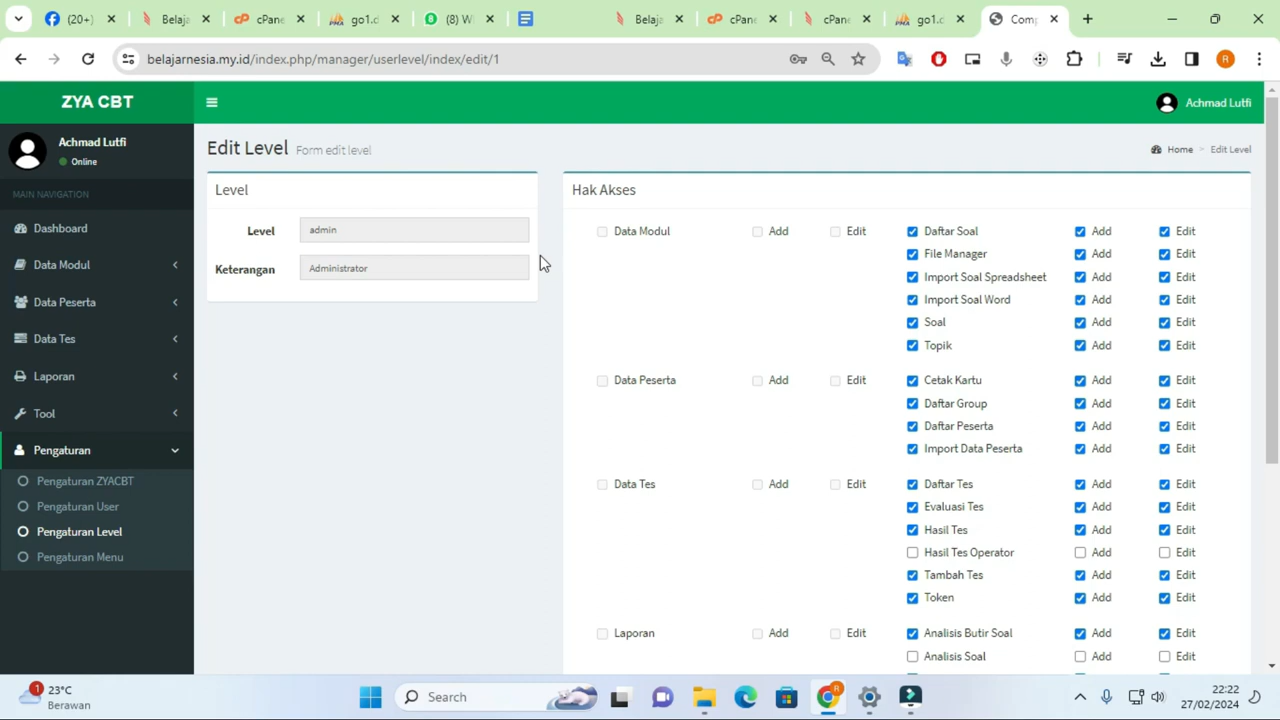 (20+)
Belaja
cPane
go1.d
(8) W
Belaj
cPane
cPane
go1.d
Comp
belajarnesia.my.id/index.php/manager/userlevel/index/edit/1
ZYA CBT
Achmad Lutfi
Achmad Lutfi
Online
Edit Level Form edit level
Home > Edit Level
MAIN NAVIGATION
Dashboard
Data Modul
Data Peserta
Data Tes
Laporan
Tool
Pengaturan
Pengaturan ZYACBT
Pengaturan User
Pengaturan Level
Pengaturan Menu
Level
Level admin
Keterangan Administrator
Hak Akses
Data Modul Add Edit Daftar Soal Add Edit
File Manager Add Edit
Import Soal Spreadsheet Add Edit
Import Soal Word Add Edit
Soal Add Edit
Topik Add Edit
Data Peserta Add Edit Cetak Kartu Add Edit
Daftar Group Add Edit
Daftar Peserta Add Edit
Import Data Peserta Add Edit
Data Tes Add Edit Daftar Tes Add Edit
Evaluasi Tes Add Edit
Hasil Tes Add Edit
Hasil Tes Operator Add Edit
Tambah Tes Add Edit
Token Add Edit
Laporan Add Edit Analisis Butir Soal Add Edit
Analisis Soal Add Edit
1
23°C
Berawan
Search
22:22
27/02/2024